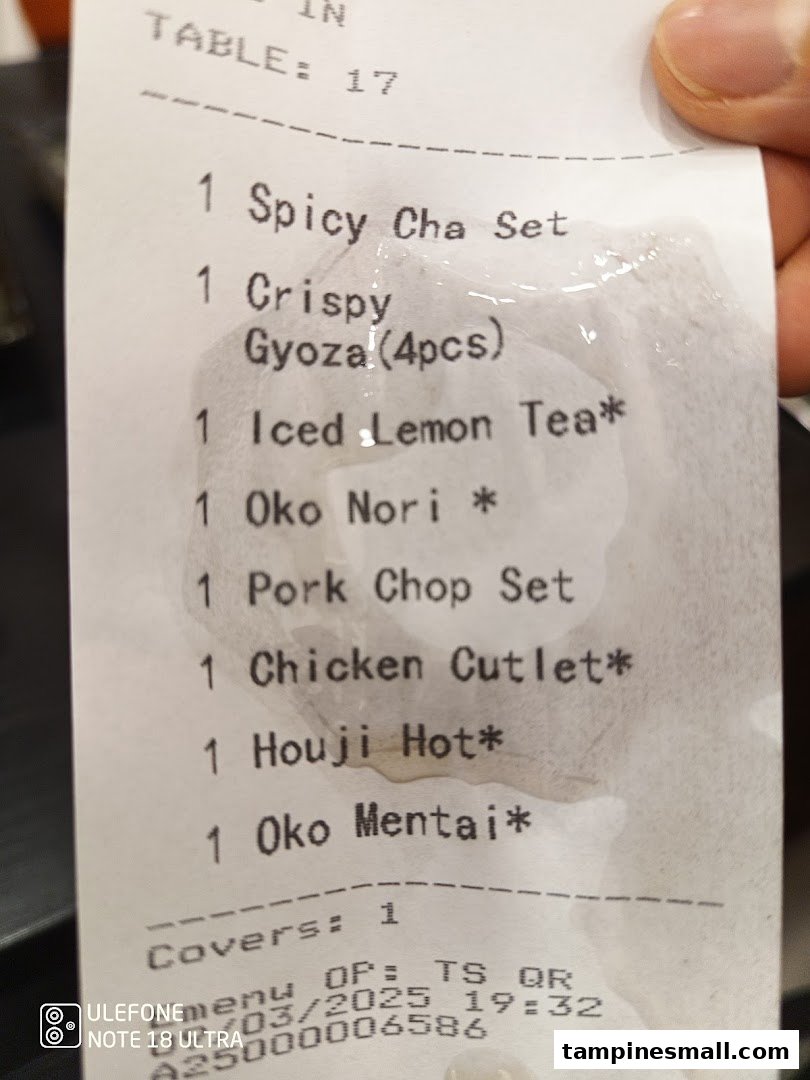 IN
TABLE: 17
1 Spicy Cha Set
1 Crispy
Gyoza(4pcs)
1 Iced Lemon Tea*
1 Oko Nori *
1 Pork Chop Set
1 Chicken Cutlet*
1 Houji Hot*
1 Oko Mentai*
Covers: 1
menu OP: TS QR
/03/2025 19:32
A25000006586
ULEFONE
NOTE 18 ULTRA
tampinesmall.com